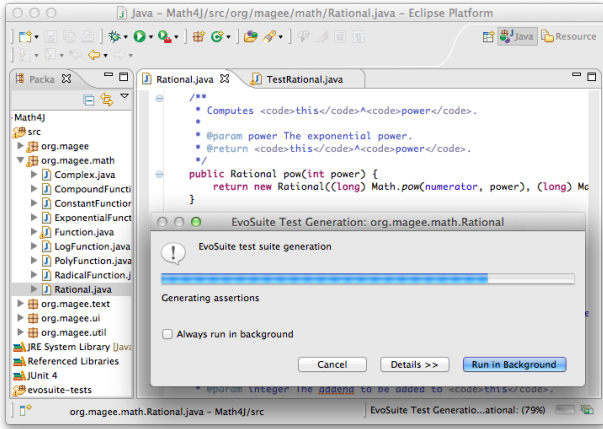 Java – Math4J/src/org/magee/math/Rational.java – Eclipse Platform
Java
Resource
Packa
Rational.java
TestRational.java
Math4J
src
org.magee
org.magee.math
Complex.java
CompoundFuncti
ConstantFunction
ExponentialFunct
Function.java
LogFunction.java
PolyFunction.java
RadicalFunction.j
Rational.java
org.magee.text
org.magee.ui
org.magee.util
JRE System Library [Java
Referenced Libraries
JUnit 4
evosuite-tests
/**
* Computes <code>this</code>^<code>power</code>.
*
* @param power The exponential power.
* @return <code>this</code>^<code>power</code>.
*/
public Rational pow(int power) {
return new Rational((long) Math.pow(numerator, power), (long) Ma
}
EvoSuite Test Generation: org.magee.math.Rational
EvoSuite test suite generation
Generating assertions
Always run in background
Cancel
Details >>
Run in Background
* @param integer The addend to be added to <code>this</code>.
org.magee.math.Rational.java – Math4J/src
EvoSuite Test Generatio...ational: (79%)